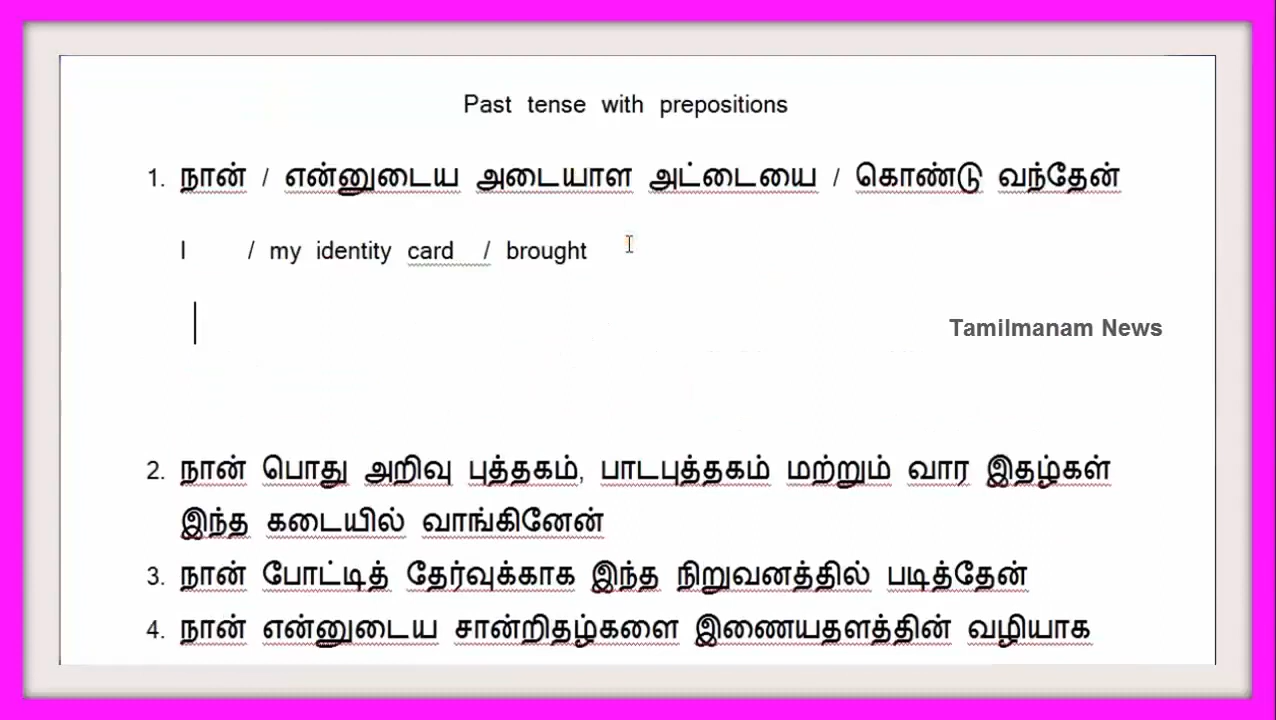 Past tense with prepositions
1. நான் / என்னுடைய அடையாள அட்டையை / கொண்டு வந்தேன்
I / my identity card / brought
Tamilmanam News
2. நான் பொது அறிவு புத்தகம், பாடபுத்தகம் மற்றும் வார இதழ்கள்
இந்த கடையில் வாங்கினேன்
3. நான் போட்டித் தேர்வுக்காக இந்த நிறுவனத்தில் படித்தேன்
4. நான் என்னுடைய சான்றிதழ்களை இணையதளத்தின் வழியாக